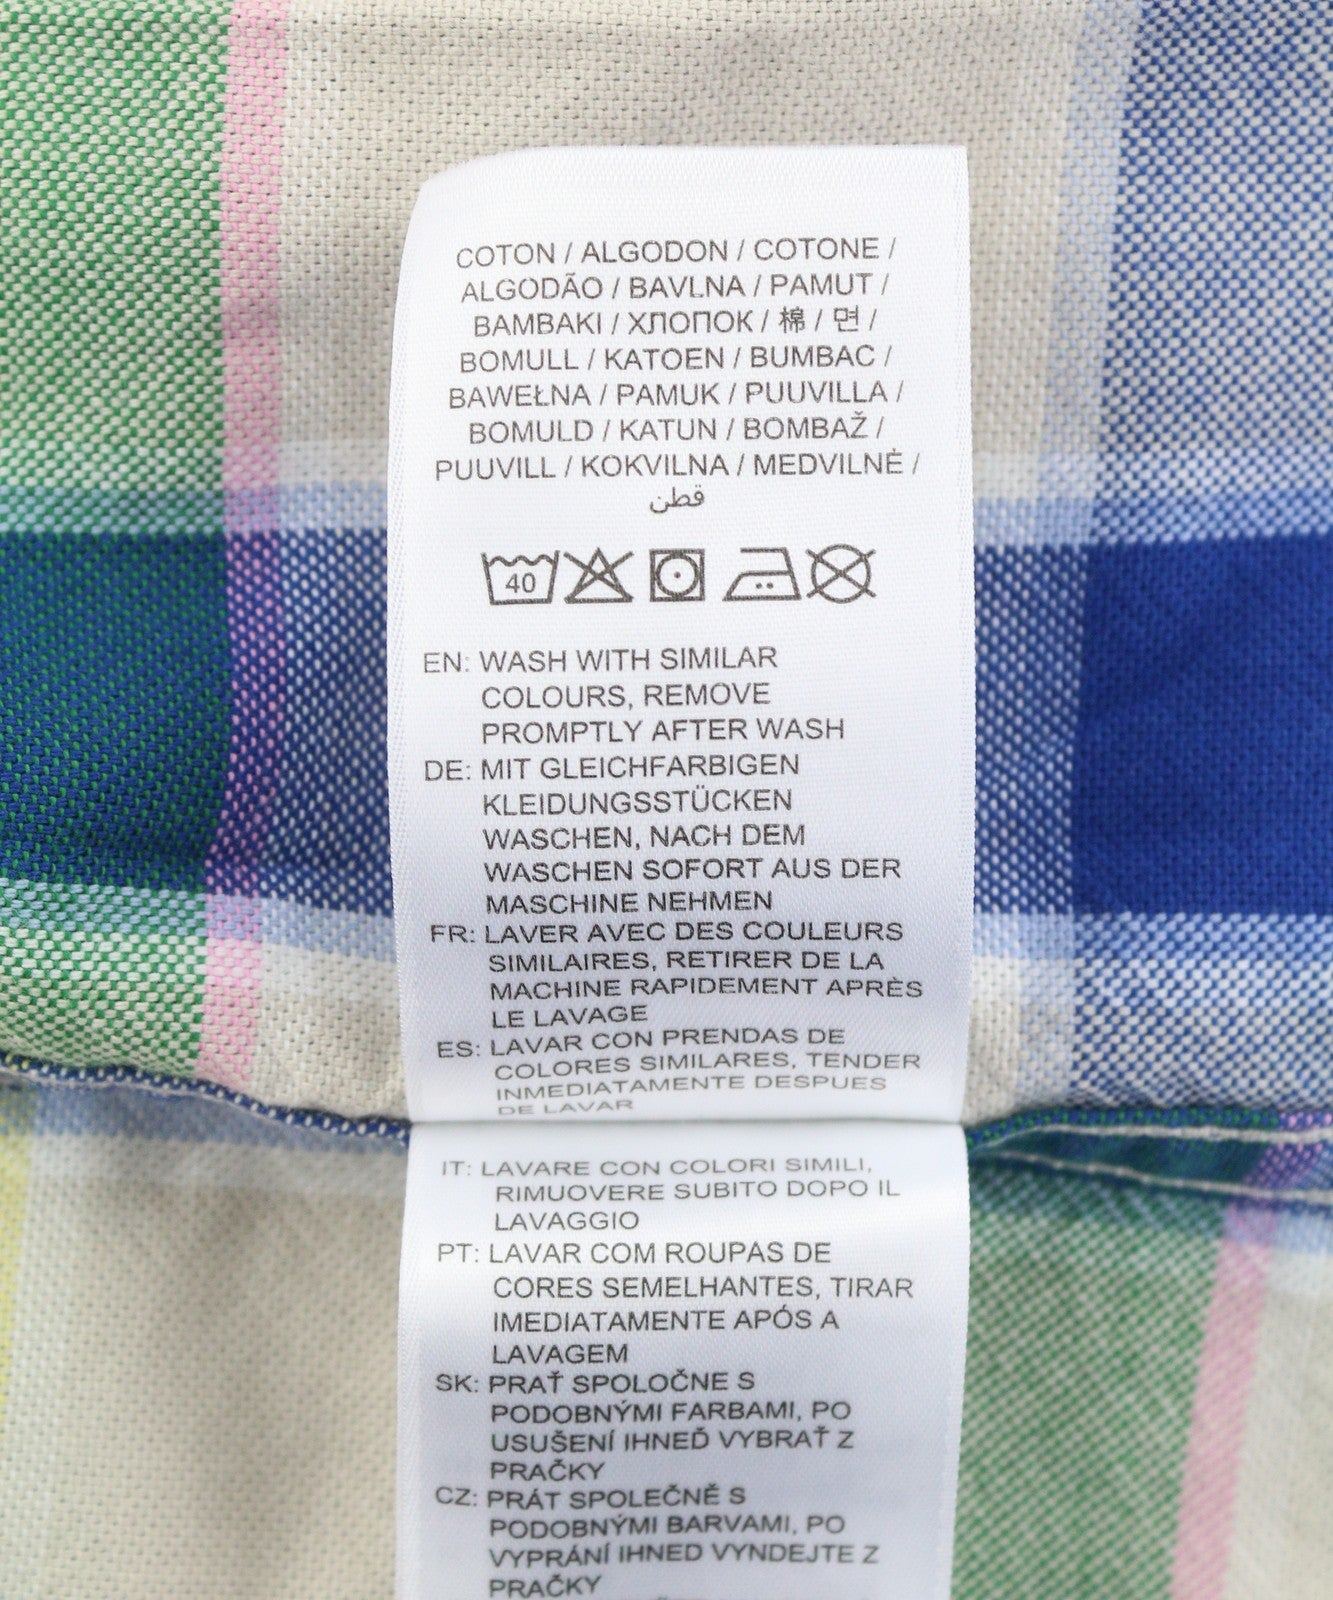 COTON / ALGODON / COTONE /
ALGODÃO / BAVLNA / PAMUT /
BAMBAKI / ХЛОПОК / 棉 / 면 /
BOMULL / KATOEN / BUMBAC /
BAWEŁNA / PAMUK / PUUVILLA /
BOMULD / KATUN / BOMBAŽ /
PUUVILL / KOKVILNA / MEDVILNĖ /
قطن
40
EN: WASH WITH SIMILAR
COLOURS, REMOVE
PROMPTLY AFTER WASH
DE: MIT GLEICHFARBIGEN
KLEIDUNGSSTÜCKEN
WASCHEN, NACH DEM
WASCHEN SOFORT AUS DER
MASCHINE NEHMEN
FR: LAVER AVEC DES COULEURS
SIMILAIRES, RETIRER DE LA
MACHINE RAPIDEMENT APRÈS
LE LAVAGE
ES: LAVAR CON PRENDAS DE
COLORES SIMILARES, TENDER
INMEDIATAMENTE DESPUES
DE LAVAR
IT: LAVARE CON COLORI SIMILI,
RIMUOVERE SUBITO DOPO IL
LAVAGGIO
PT: LAVAR COM ROUPAS DE
CORES SEMELHANTES, TIRAR
IMEDIATAMENTE APÓS A
LAVAGEM
SK: PRAŤ SPOLOČNE S
PODOBNÝMI FARBAMI, PO
USUŠENÍ IHNEĎ VYBRAŤ Z
PRAČKY
CZ: PRÁT SPOLEČNĚ S
PODOBNÝMI BARVAMI, PO
VYPRÁNÍ IHNED VYNDEJTE Z
PRAČKY